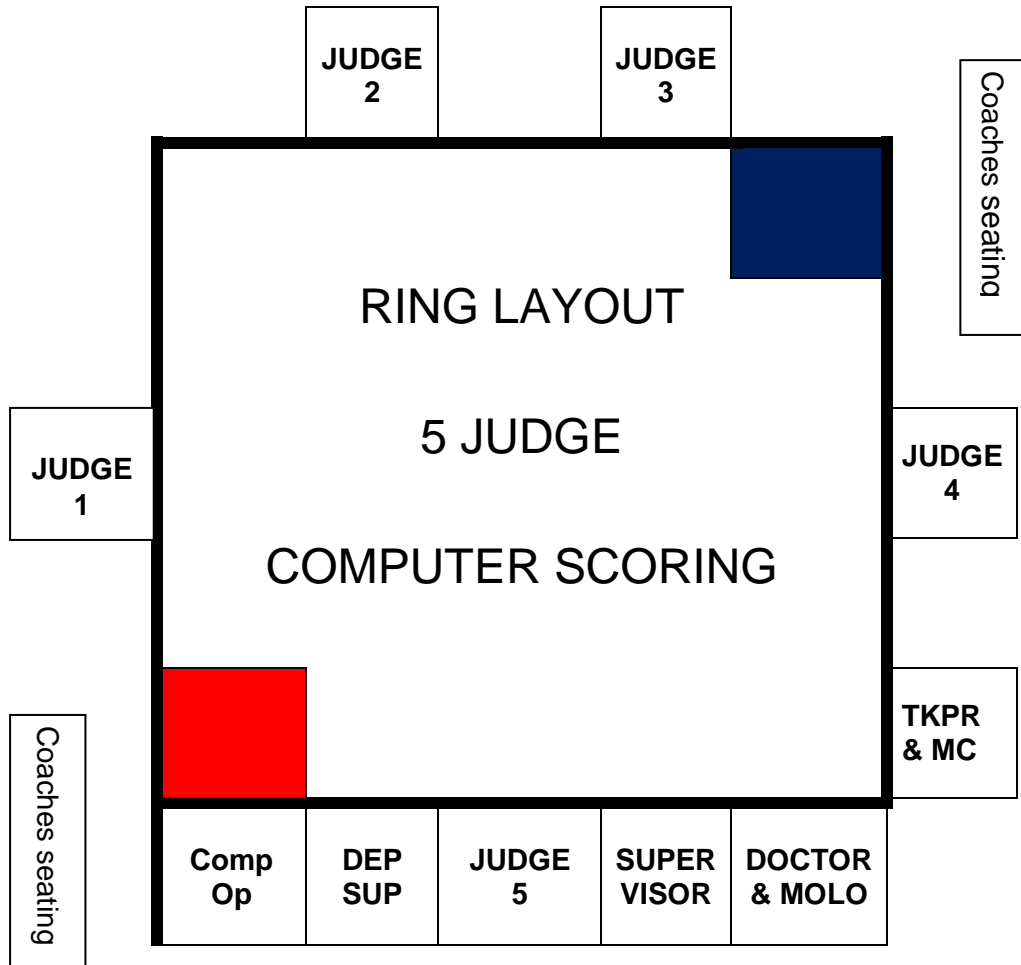 JUDGE
2
JUDGE
3
Coaches seating
RING LAYOUT
JUDGE
1
5 JUDGE
JUDGE
4
COMPUTER SCORING
TKPR
& MC
Coaches seating
Comp
Op
DEP
SUP
JUDGE
5
SUPER
VISOR
DOCTOR
& MOLO